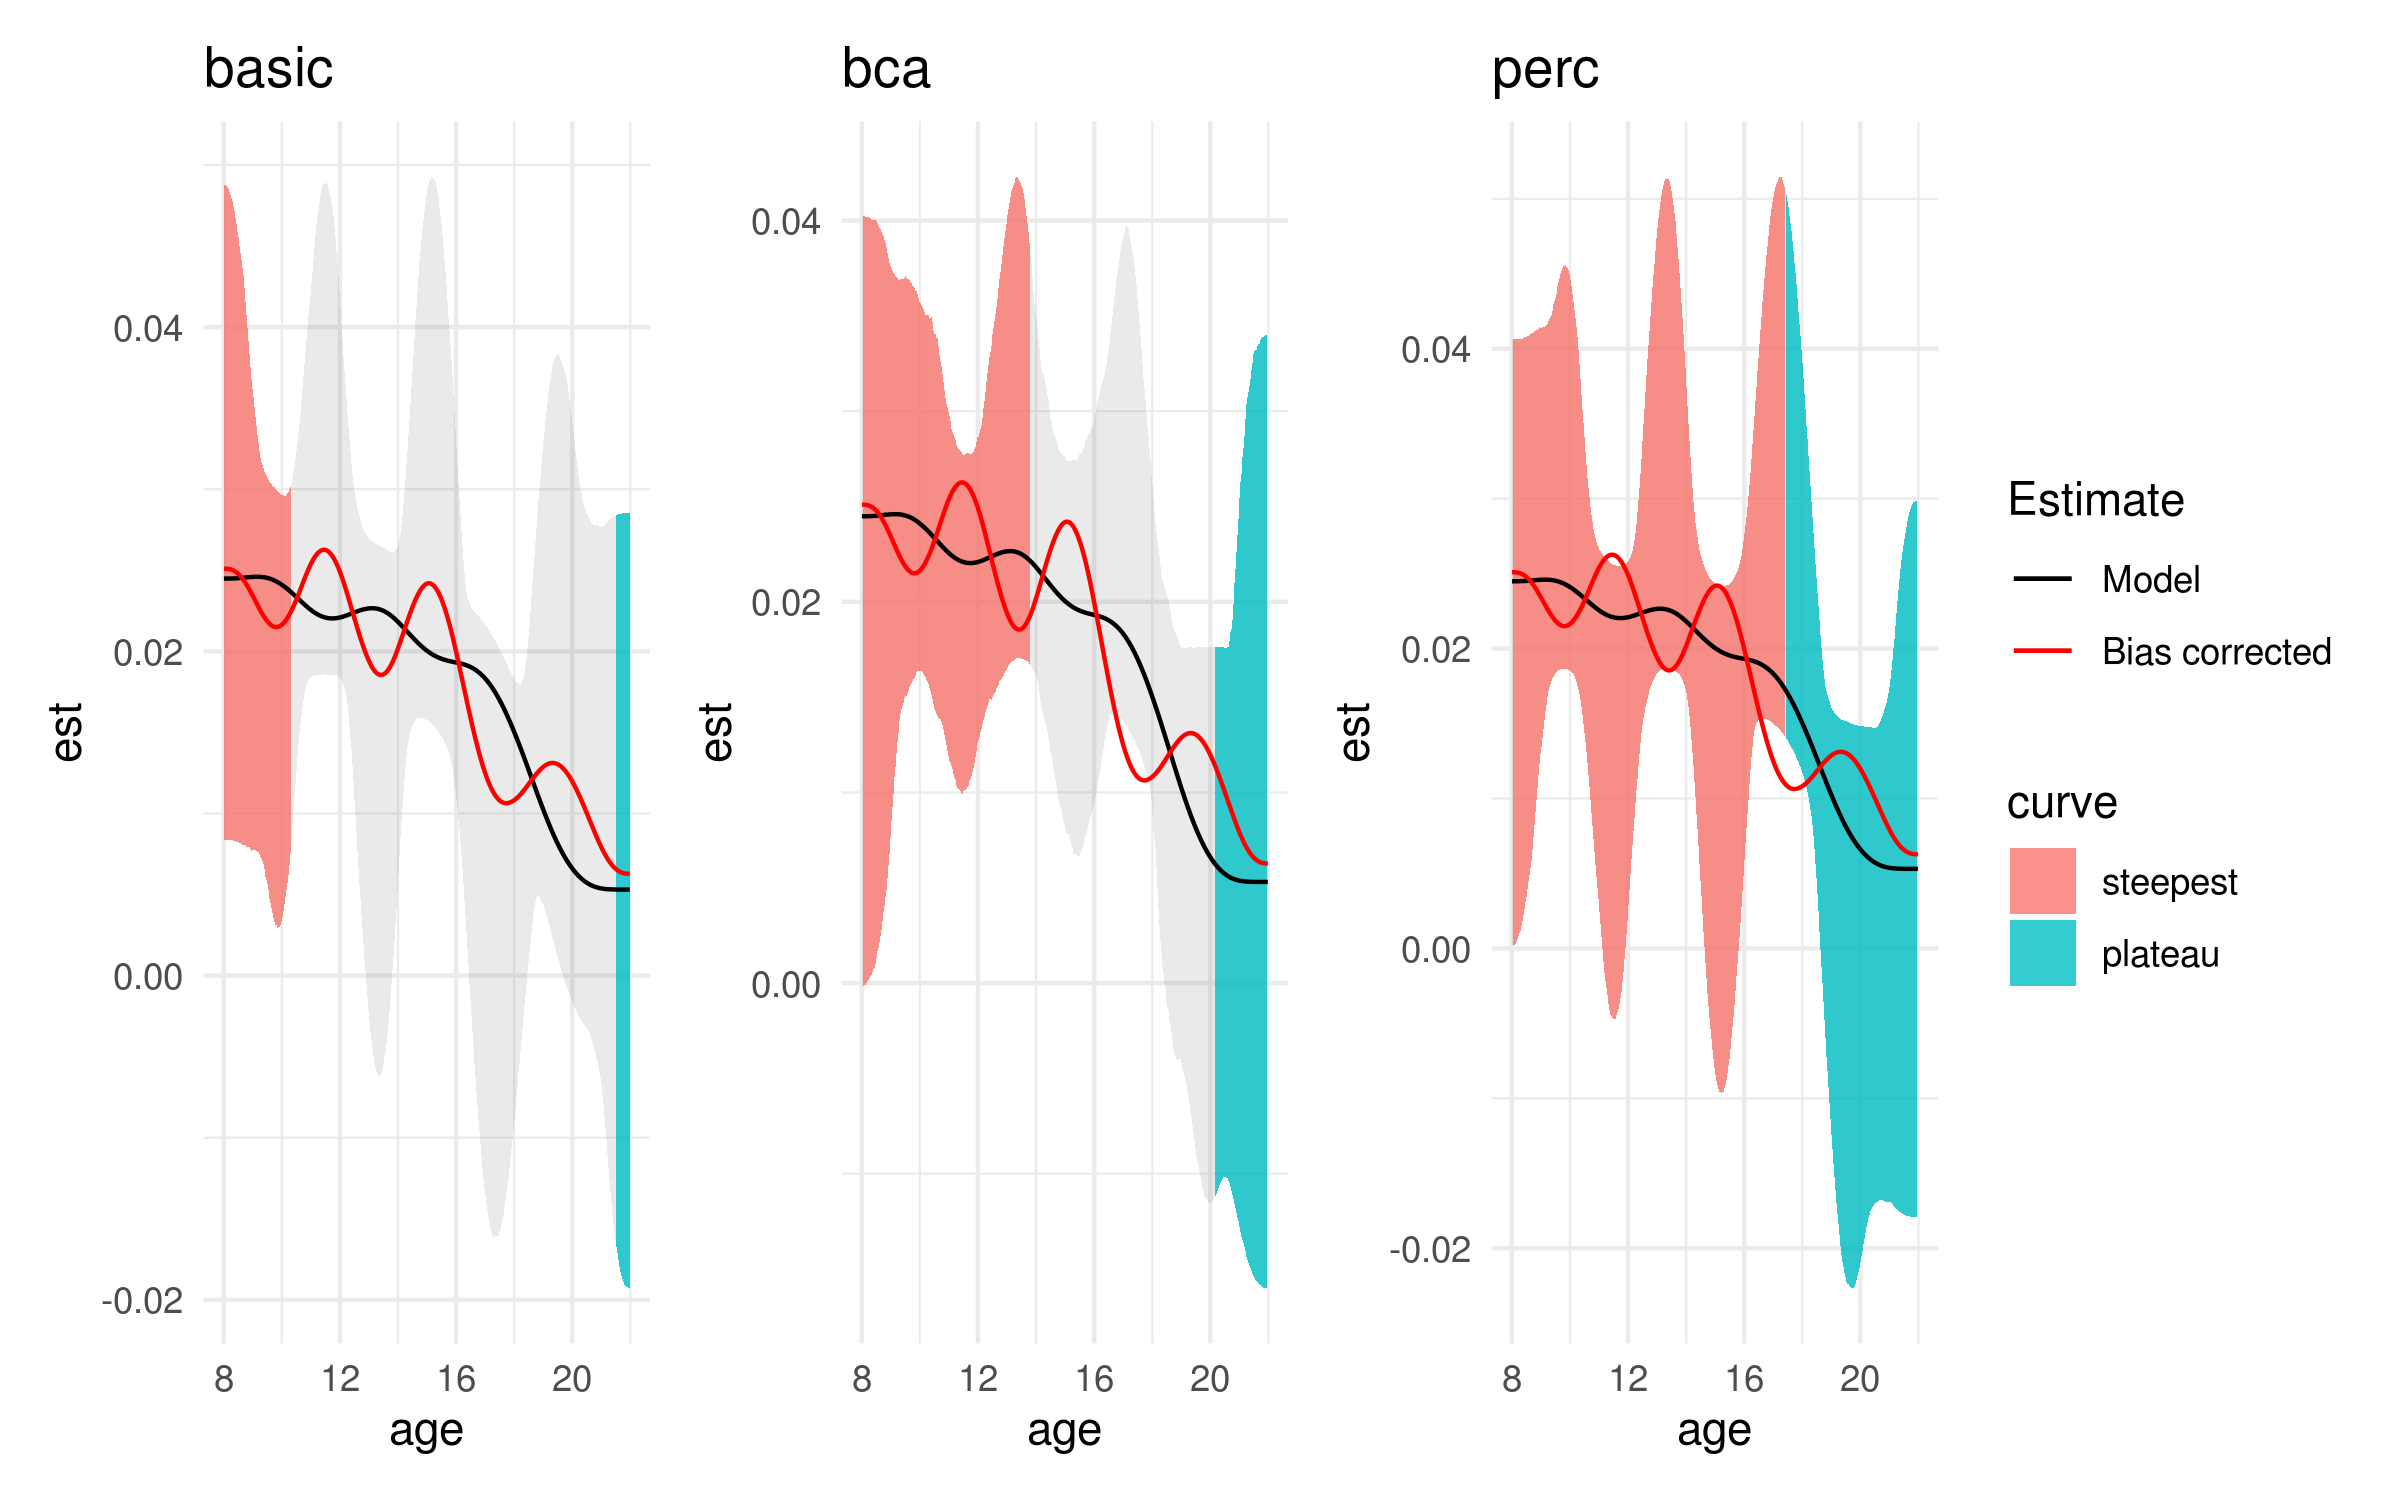 basic
bca
perc
est
0.04
0.02
0.00
-0.02
8 12 16 20
age
est
0.04
0.02
0.00
8 12 16 20
age
est
0.04
0.02
0.00
-0.02
8 12 16 20
age
Estimate
Model
Bias corrected
curve
steepest
plateau